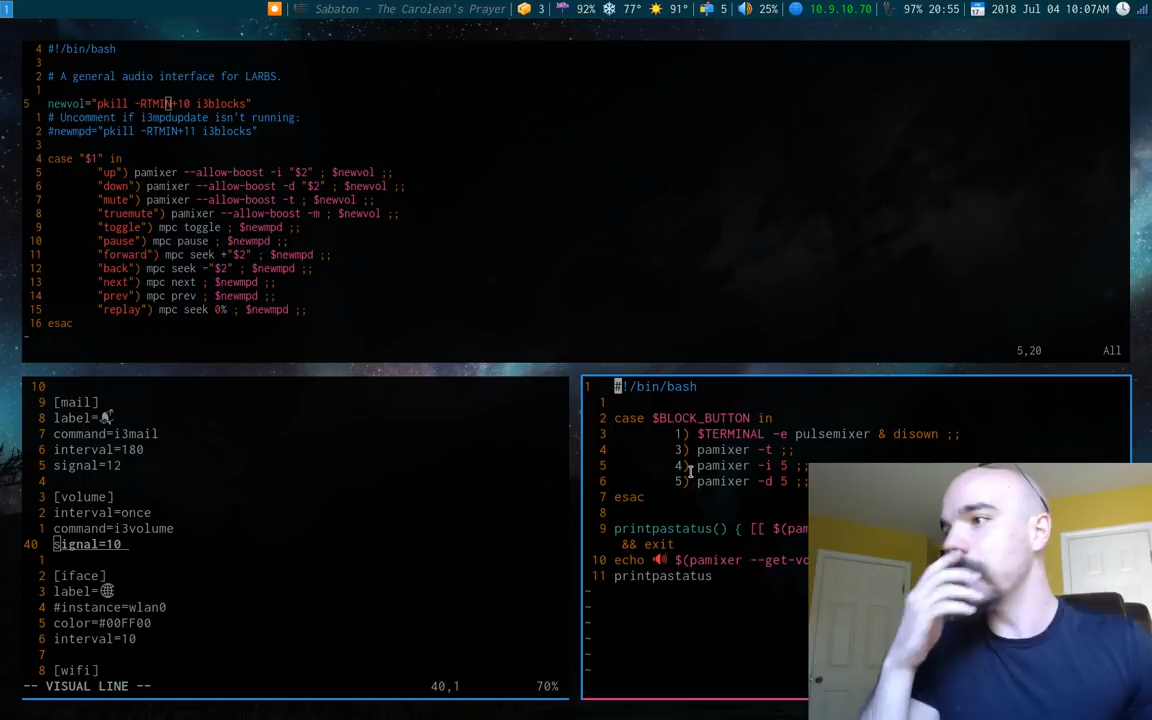 1 Sabaton - The Carolean's Prayer 3 92% 77° 91° 5 25% 10.9.10.70 97% 20:55 2018 Jul 04 10:07AM
4 #!/bin/bash
3
2 # A general audio interface for LARBS.
1
5 newvol="pkill -RTMIN+10 i3blocks"
1 # Uncomment if i3mpdupdate isn't running:
2 #newmpd="pkill -RTMIN+11 i3blocks"
3
4 case "$1" in
5 "up") pamixer --allow-boost -i "$2" ; $newvol ;;
6 "down") pamixer --allow-boost -d "$2" ; $newvol ;;
7 "mute") pamixer --allow-boost -t ; $newvol ;;
8 "truemute") pamixer --allow-boost -m ; $newvol ;;
9 "toggle") mpc toggle ; $newmpd ;;
10 "pause") mpc pause ; $newmpd ;;
11 "forward") mpc seek +"$2" ; $newmpd ;;
12 "back") mpc seek -"$2" ; $newmpd ;;
13 "next") mpc next ; $newmpd ;;
14 "prev") mpc prev ; $newmpd ;;
15 "replay") mpc seek 0% ; $newmpd ;;
16 esac
~
5,20 All
10
9 [mail]
8 label=
7 command=i3mail
6 interval=180
5 signal=12
4
3 [volume]
2 interval=once
1 command=i3volume
40 signal=10
1
2 [iface]
3 label=
4 #instance=wlan0
5 color=#00FF00
6 interval=10
7
8 [wifi]
-- VISUAL LINE -- 40,1 70%
1 #!/bin/bash
1
2 case $BLOCK_BUTTON in
3 1) $TERMINAL -e pulsemixer & disown ;;
4 3) pamixer -t ;;
5 4) pamixer -i 5 ;;
6 5) pamixer -d 5 ;;
7 esac
8
9 printpastatus() { [[ $(pam
&& exit
10 echo 🔊 $(pamixer --get-vo
11 printpastatus
~
~
~
~
~
~